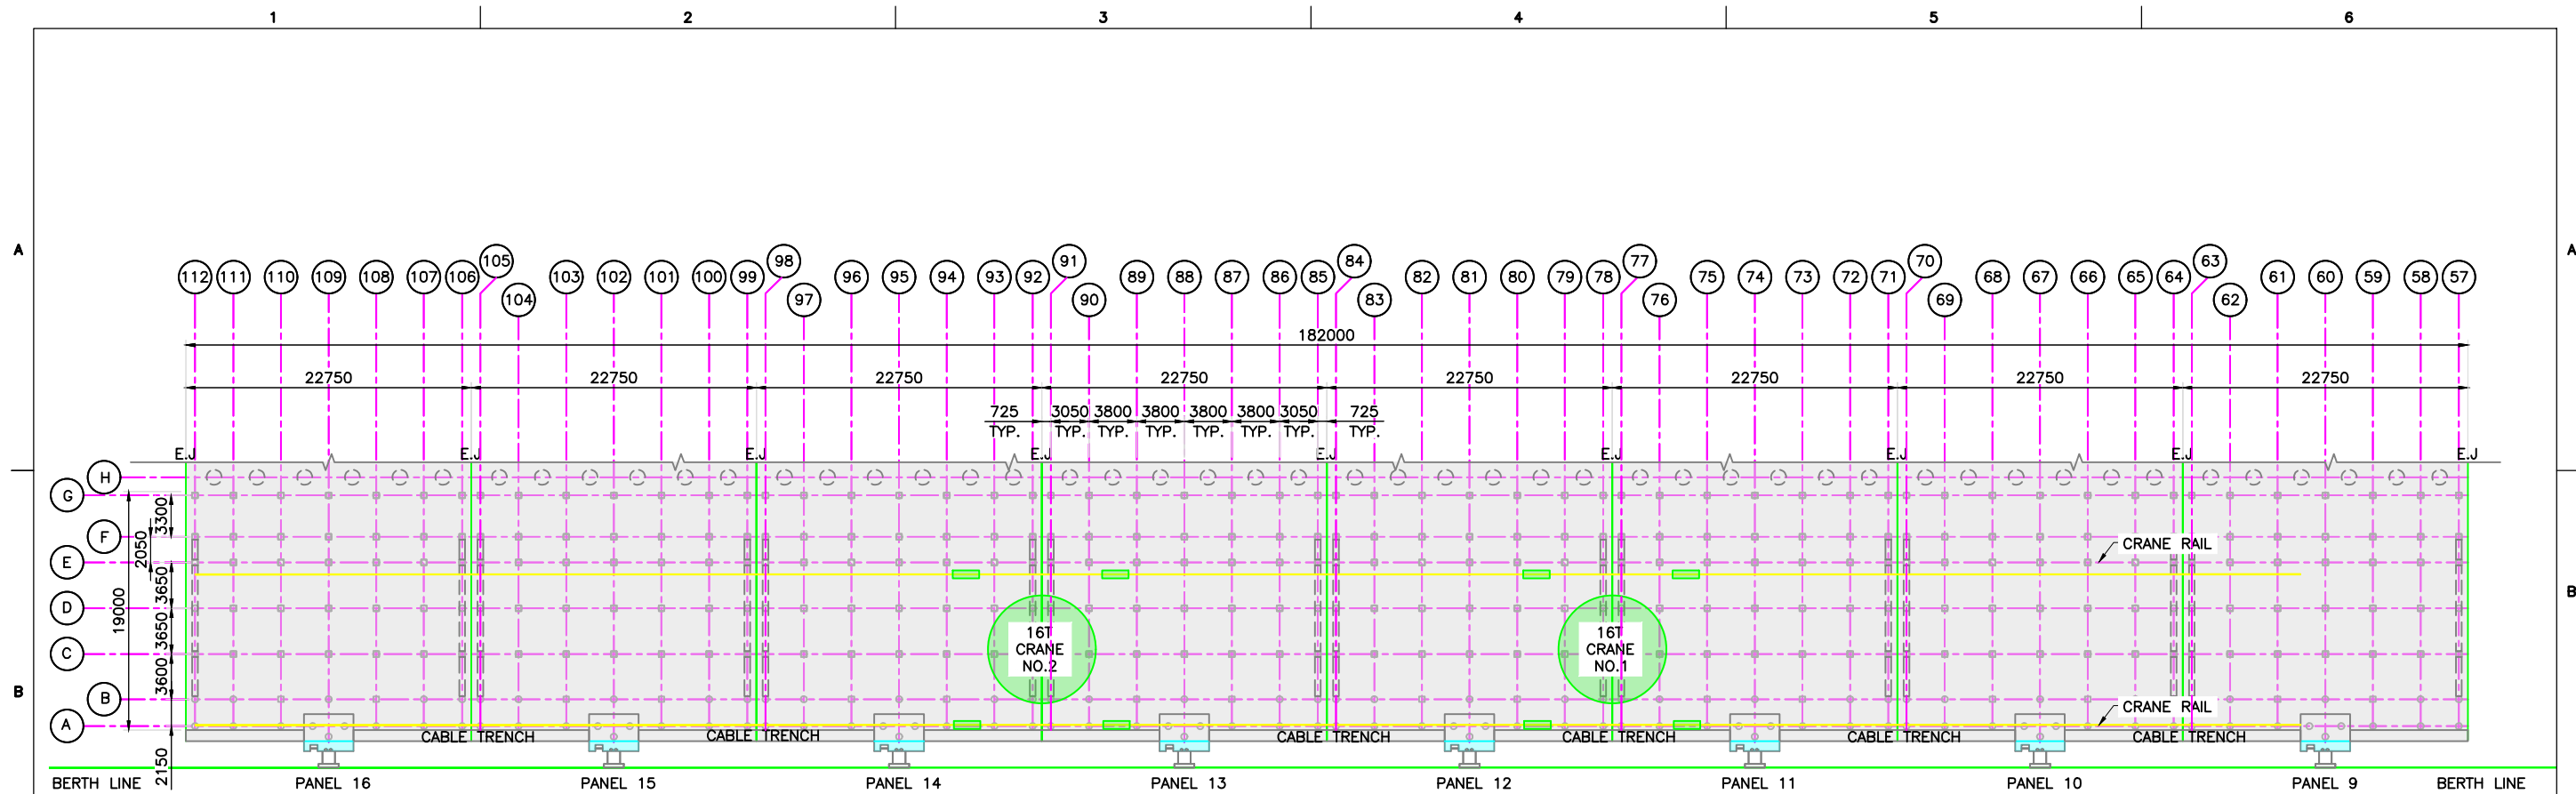 1 2 3 4 5 6
A A
105 98 91 84 77 70 63
112 111 110 109 108 107 106 103 102 101 100 99 96 95 94 93 92 89 88 87 86 85 82 81 80 79 78 75 74 73 72 71 68 67 66 65 64 61 60 59 58 57
104 97 90 83 76 69 62
182000
22750 22750 22750 22750 22750 22750 22750 22750
725 3050 3800 3800 3800 3800 3050 725
TYP. TYP. TYP. TYP. TYP. TYP. TYP. TYP.
E.J E.J E.J E.J E.J E.J E.J E.J E.J
H
G
3300
F
2050
CRANE RAIL
E
3650
B B
D
19000
3650
16T 16T
CRANE CRANE
NO.2 NO.1
C
3600
B
CRANE RAIL
A
CABLE TRENCH CABLE TRENCH CABLE TRENCH CABLE TRENCH CABLE TRENCH CABLE TRENCH
2150
BERTH LINE PANEL 16 PANEL 15 PANEL 14 PANEL 13 PANEL 12 PANEL 11 PANEL 10 PANEL 9 BERTH LINE